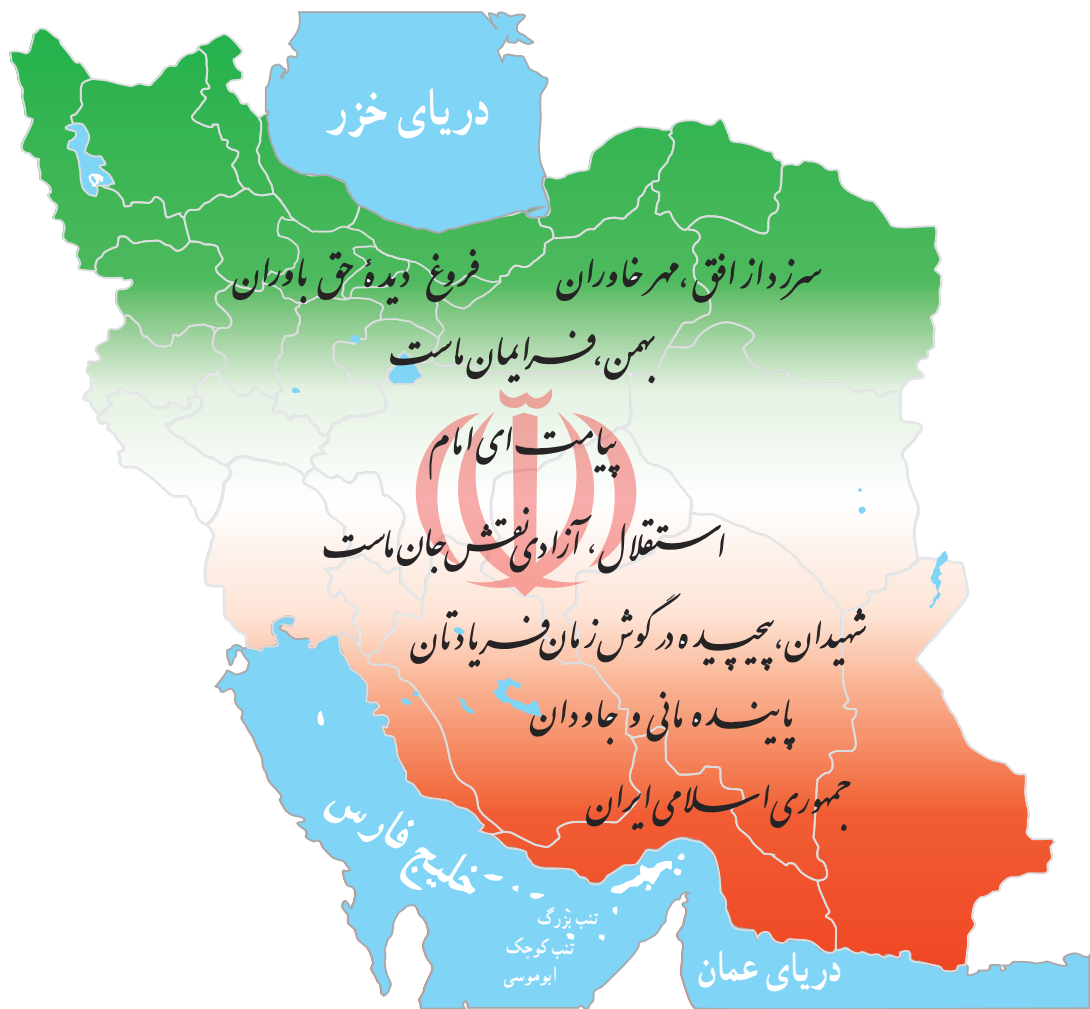 دریای خزر
سرزد از افق، مهر خاوران فروغ دیدهٔ حق باوران
بهمن، فر ایمان ماست
پیامت ای امام
استقلال، آزادی نقش جان ماست
شهیدان، پیچیده در گوش زمان فریادتان
پاینده مانی و جاودان
جمهوری اسلامی ایران
خلیج فارس
تنب بزرگ
تنب کوچک
ابوموسی
دریای عمان